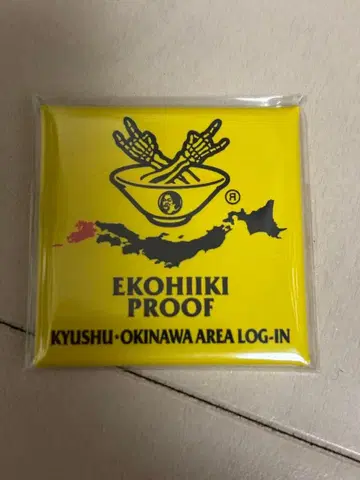 ®
EKOHIIKI
PROOF
KYUSHU・OKINAWA AREA LOG-IN